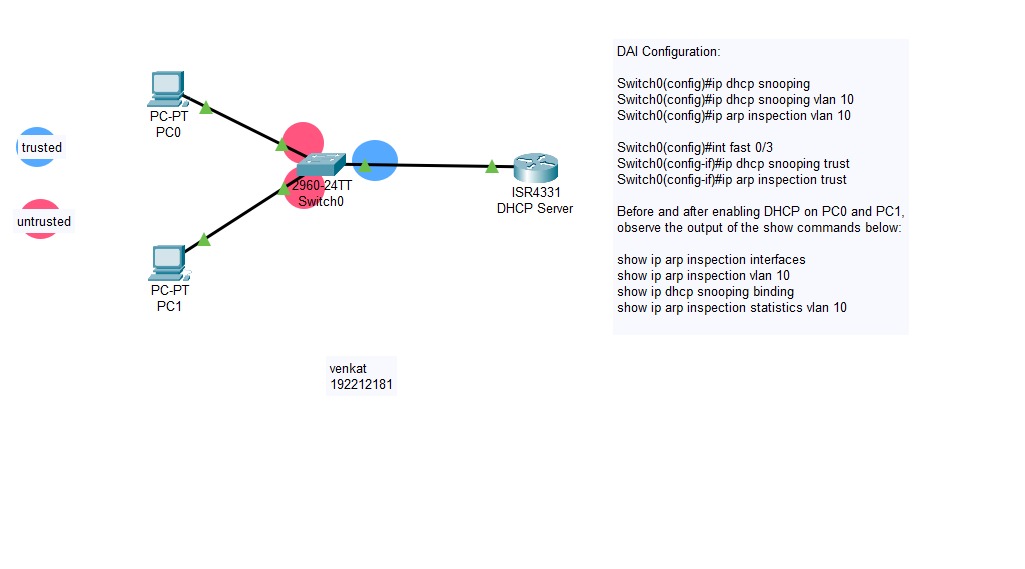 PC-PT
PC0
trusted
untrusted
2960-24TT
Switch0
ISR4331
DHCP Server
PC-PT
PC1
venkat
192212181
DAI Configuration:
Switch0(config)#ip dhcp snooping
Switch0(config)#ip dhcp snooping vlan 10
Switch0(config)#ip arp inspection vlan 10
Switch0(config)#int fast 0/3
Switch0(config-if)#ip dhcp snooping trust
Switch0(config-if)#ip arp inspection trust
Before and after enabling DHCP on PC0 and PC1,
observe the output of the show commands below:
show ip arp inspection interfaces
show ip arp inspection vlan 10
show ip dhcp snooping binding
show ip arp inspection statistics vlan 10